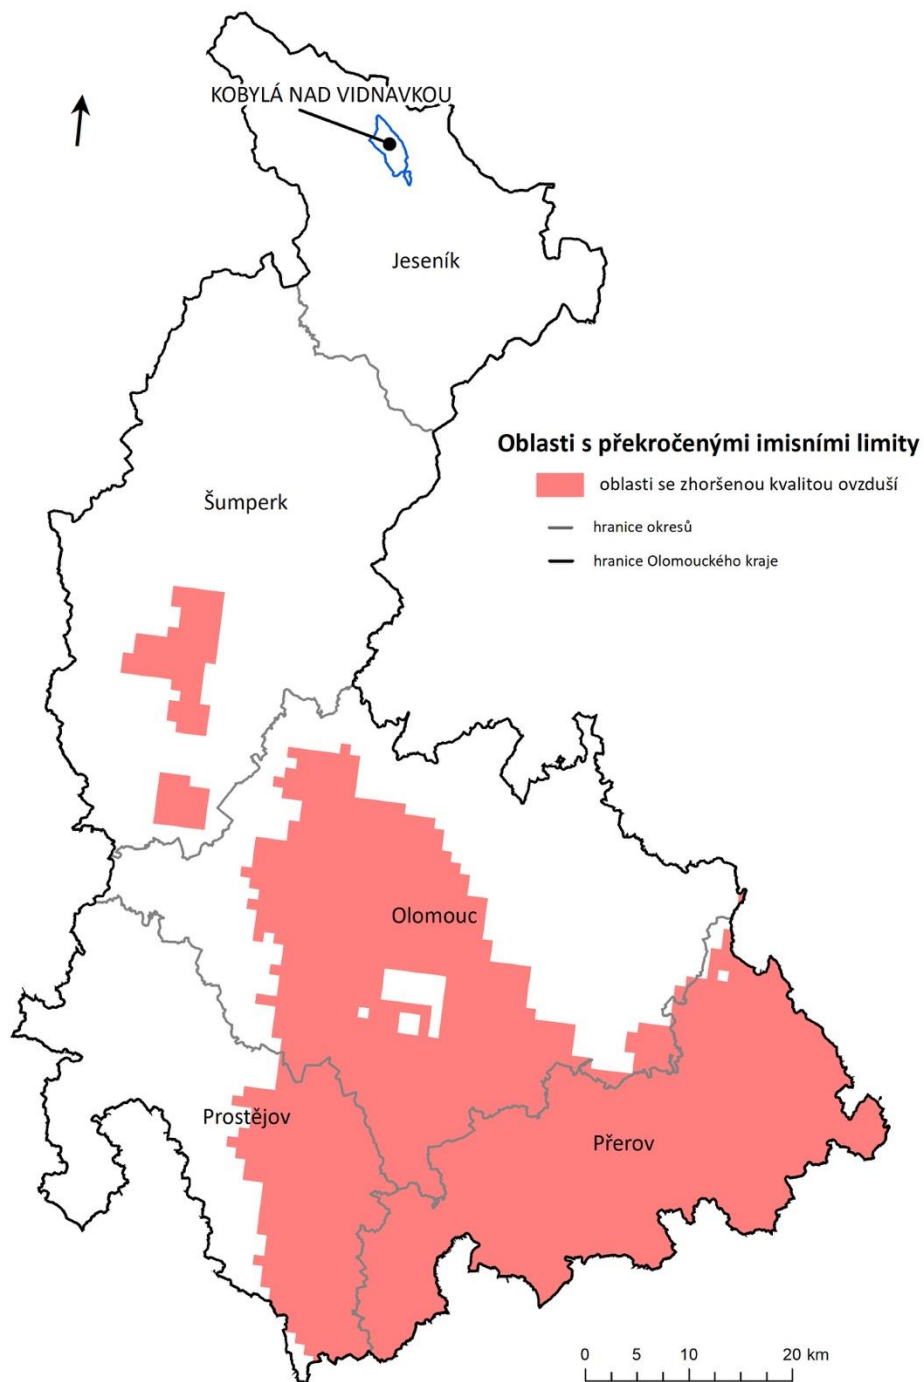 KOBYLÁ NAD VIDNAVKOU
Jeseník
Oblasti s překročenými imisními limity
oblasti se zhoršenou kvalitou ovzduší
Šumperk
hranice okresů
hranice Olomouckého kraje
Olomouc
Prostějov
Přerov
0 5 10 20 km